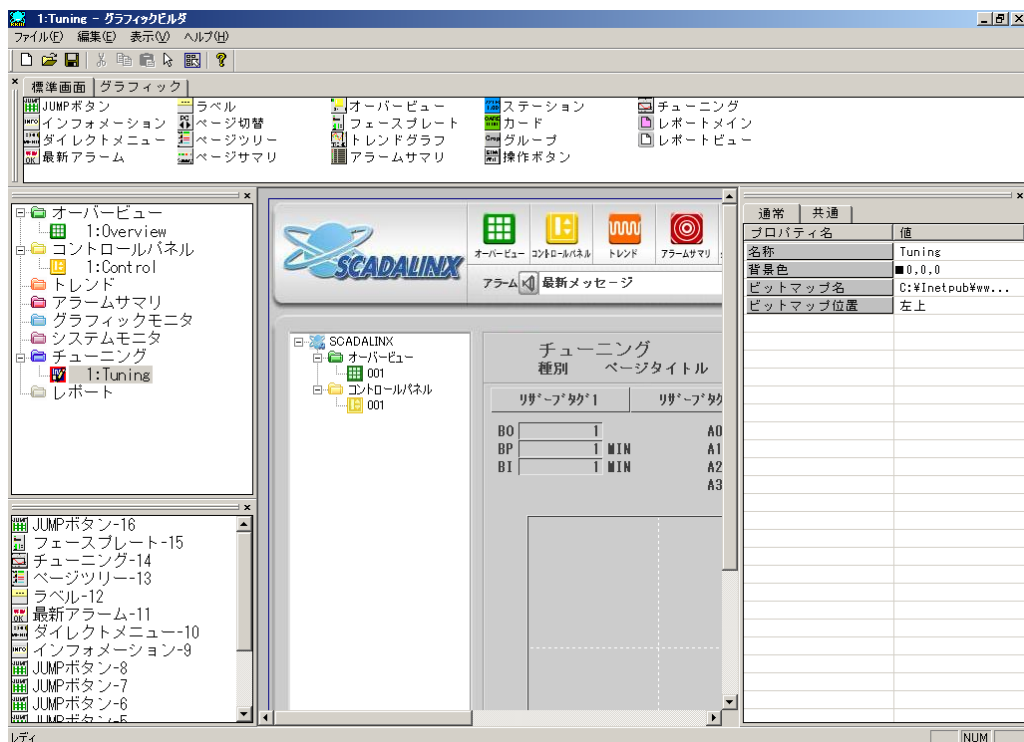 1:Tuning - グラフィックビルダ
ファイル(F) 編集(E) 表示(V) ヘルプ(H)
標準画面 グラフィック
JUMPボタン ラベル オーバービュー ステーション チューニング
インフォメーション ページ切替 フェースプレート カード レポートメイン
ダイレクトメニュー ページツリー トレンドグラフ グループ レポートビュー
最新アラーム ページサマリ アラームサマリ 操作ボタン
オーバービュー
1:Overview
コントロールパネル
1:Control
トレンド
アラームサマリ
グラフィックモニタ
システムモニタ
チューニング
1:Tuning
レポート
JUMPボタン-16
フェースプレート-15
チューニング-14
ページツリー-13
ラベル-12
最新アラーム-11
ダイレクトメニュー-10
インフォメーション-9
JUMPボタン-8
JUMPボタン-7
JUMPボタン-6
JUMPボタン-5
SCADALINX
オーバービュー コントロールパネル トレンド アラームサマリ
アラーム 最新メッセージ
SCADALINX
オーバービュー
001
コントロールパネル
001
チューニング
種別 ページタイトル
リザーブタグ1 リザーブタグ
BO 1 A0
BP 1 MIN A1
BI 1 MIN A2
A3
通常 共通
プロパティ名 値
名称 Tuning
背景色 ■0,0,0
ビットマップ名 C:¥Inetpub¥ww...
ビットマップ位置 左上
レディ
NUM